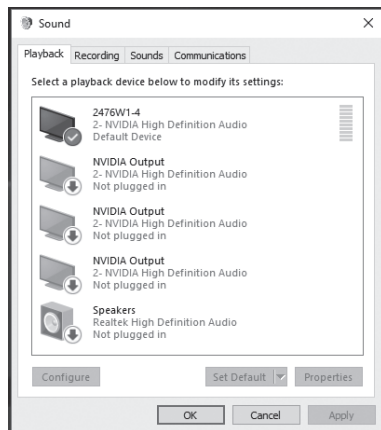 Sound
Playback Recording Sounds Communications
Select a playback device below to modify its settings:
2476W1-4
2- NVIDIA High Definition Audio
Default Device
NVIDIA Output
2- NVIDIA High Definition Audio
Not plugged in
NVIDIA Output
2- NVIDIA High Definition Audio
Not plugged in
NVIDIA Output
2- NVIDIA High Definition Audio
Not plugged in
Speakers
Realtek High Definition Audio
Not plugged in
Configure Set Default Properties
OK Cancel Apply